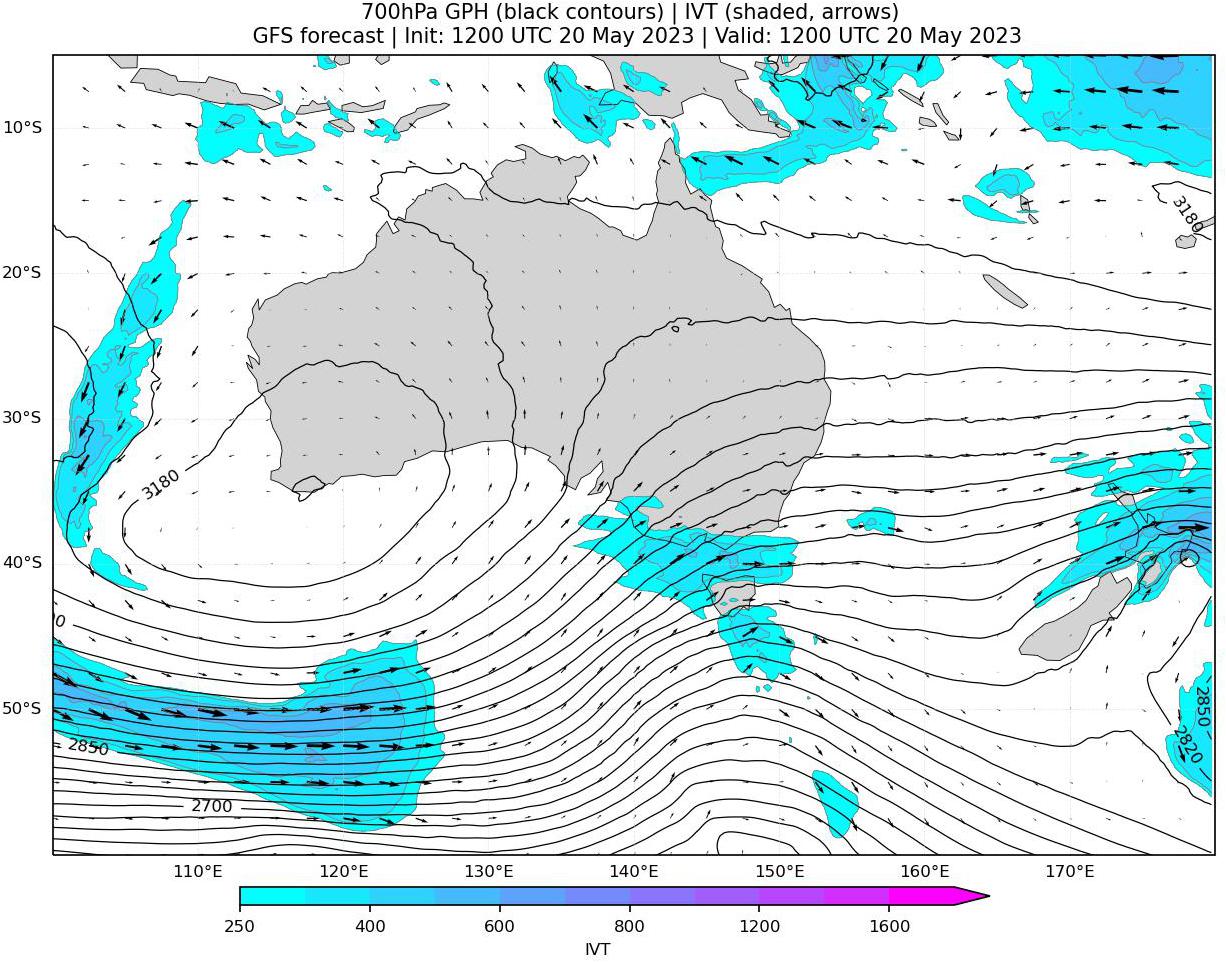 700hPa GPH (black contours) | IVT (shaded, arrows)
GFS forecast | Init: 1200 UTC 20 May 2023 | Valid: 1200 UTC 20 May 2023
10°S
20°S
30°S
40°S
50°S
3180
3180
0
2850
2700
2850
2820
110°E
120°E
130°E
140°E
150°E
160°E
170°E
250
400
600
800
1200
1600
IVT